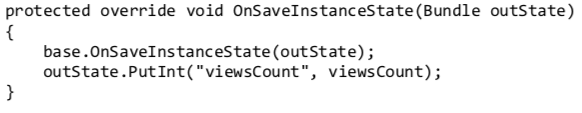 protected override void OnSaveInstanceState(Bundle outState)
{
    base.OnSaveInstanceState(outState);
    outState.PutInt("viewsCount", viewsCount);
}